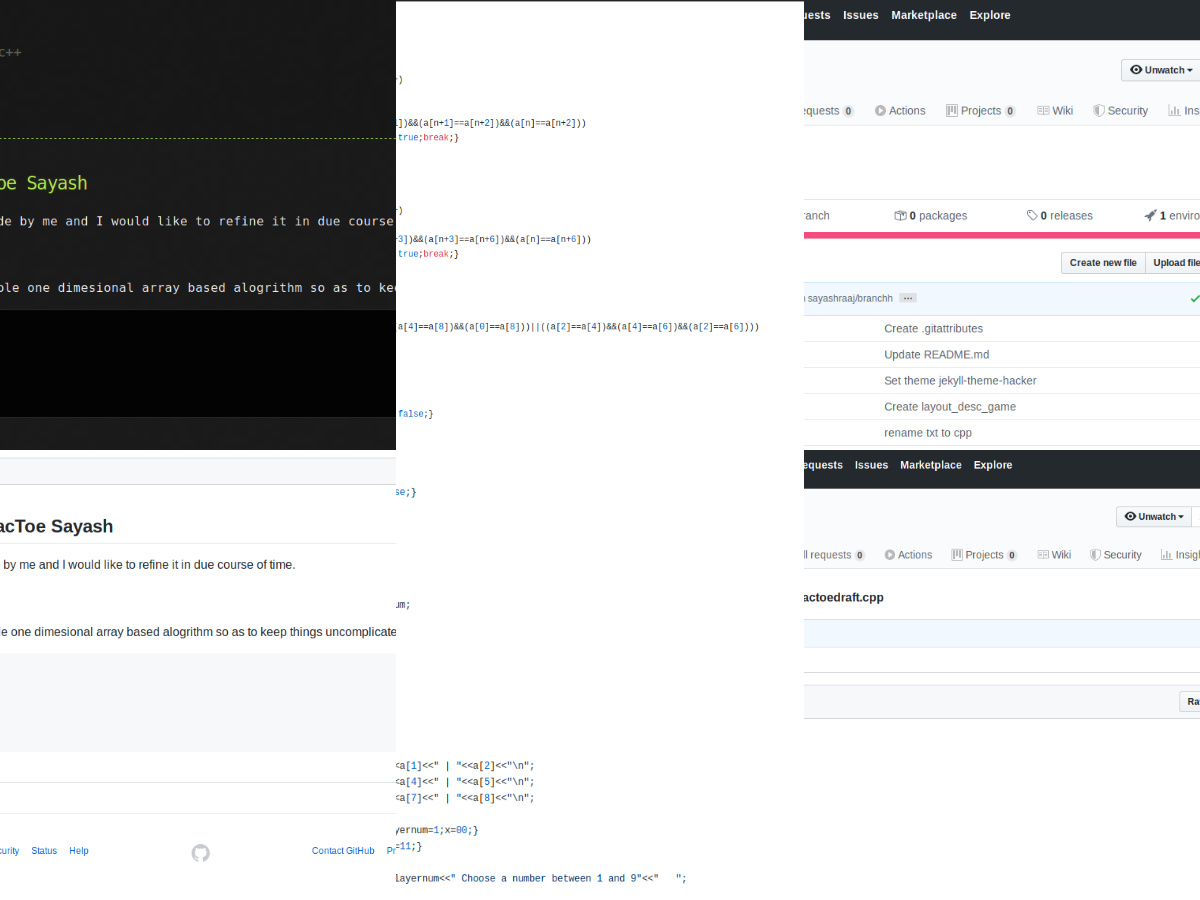 c++
oe Sayash
de by me and I would like to refine it in due course
ple one dimesional array based alogrithm so as to kee
acToe Sayash
by me and I would like to refine it in due course of time.
le one dimesional array based alogrithm so as to keep things uncomplicate
curity Status Help Contact GitHub Pr
r)
1])&&(a[n+1]==a[n+2])&&(a[n]==a[n+2]))
true;break;}
r)
+3])&&(a[n+3]==a[n+6])&&(a[n]==a[n+6]))
true;break;}
a[4]==a[8])&&(a[0]==a[8]))||((a[2]==a[4])&&(a[4]==a[6])&&(a[2]==a[6])))
false;}
se;}
um;
<a[1]<<" | "<<a[2]<<"\n";
<a[4]<<" | "<<a[5]<<"\n";
<a[7]<<" | "<<a[8]<<"\n";
yernum=1;x=00;}
=11;}
layernum<<" Choose a number between 1 and 9"<<"   ";
uests Issues Marketplace Explore
Unwatch
equests 0 Actions Projects 0 Wiki Security Ins
ranch 0 packages 0 releases 1 enviro
Create new file Upload file
sayashraaj/branchh ...
Create .gitattributes
Update README.md
Set theme jekyll-theme-hacker
Create layout_desc_game
rename txt to cpp
equests Issues Marketplace Explore
Unwatch
ll requests 0 Actions Projects 0 Wiki Security Insigh
actoedraft.cpp
Ra